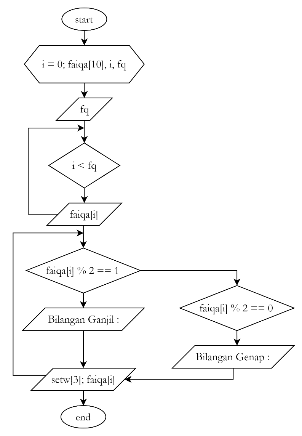 start
i = 0; faiqa[10], i, fq
fq
i < fq
faiqa[i]
faiqa[i] % 2 == 1
faiqa[i] % 2 == 0
Bilangan Ganjil :
Bilangan Genap :
setw[3]; faiqa[i]
end